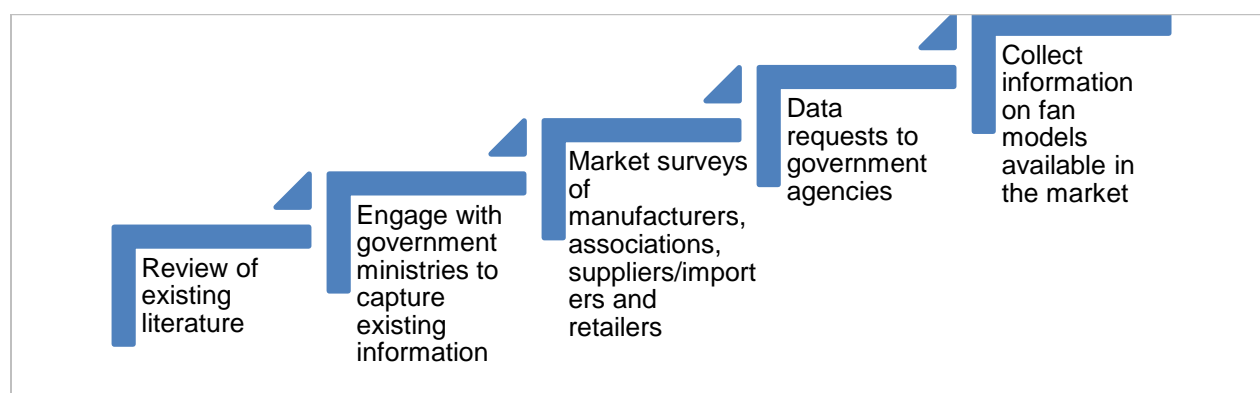 Review of
existing
literature
Engage with
government
ministries to
capture
existing
information
Market surveys
of
manufacturers,
associations,
suppliers/import
ers and
retailers
Data
requests to
government
agencies
Collect
information
on fan
models
available in
the market